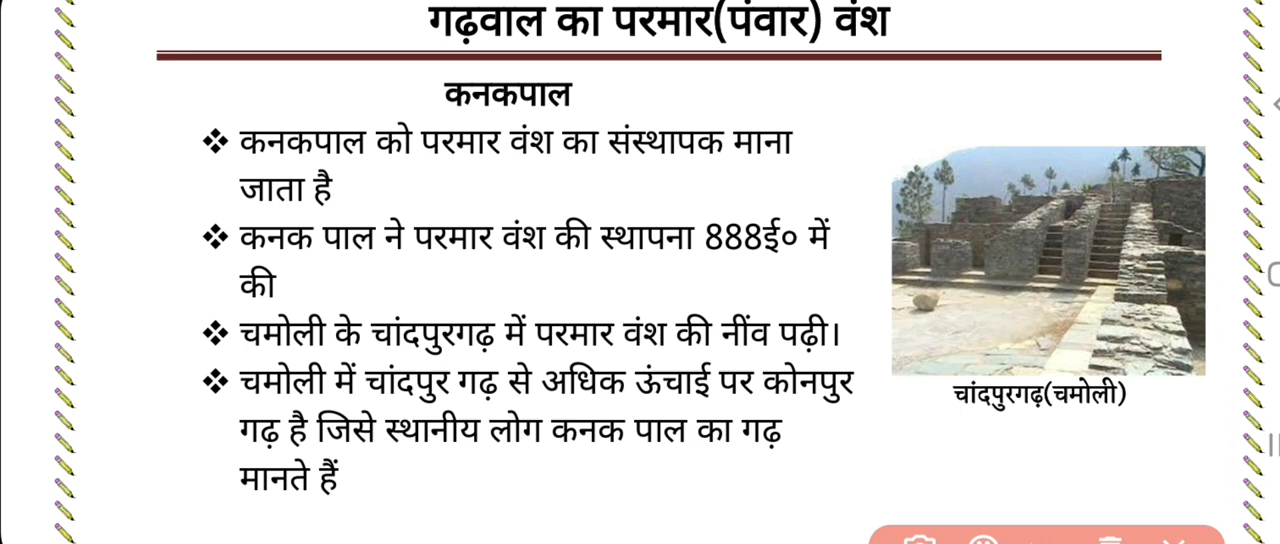 गढ़वाल का परमार(पंवार) वंश
कनकपाल
❖ कनकपाल को परमार वंश का संस्थापक माना
जाता है
❖ कनक पाल ने परमार वंश की स्थापना 888ई० में
की
❖ चमोली के चांदपुरगढ़ में परमार वंश की नींव पढ़ी।
❖ चमोली में चांदपुर गढ़ से अधिक ऊंचाई पर कोनपुर
गढ़ है जिसे स्थानीय लोग कनक पाल का गढ़
मानते हैं
चांदपुरगढ़(चमोली)